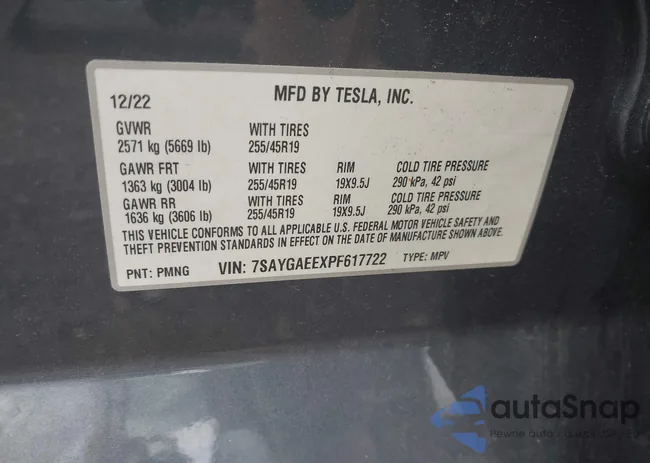 12/22 MFD BY TESLA, INC.
GVWR WITH TIRES
2571 kg (5669 lb) 255/45R19
GAWR FRT WITH TIRES RIM COLD TIRE PRESSURE
1363 kg (3004 lb) 255/45R19 19X9.5J 290 kPa, 42 psi
GAWR RR WITH TIRES RIM COLD TIRE PRESSURE
1636 kg (3606 lb) 255/45R19 19X9.5J 290 kPa, 42 psi
THIS VEHICLE CONFORMS TO ALL APPLICABLE U.S. FEDERAL MOTOR VEHICLE SAFETY AND
THEFT PREVENTION STANDARDS IN EFFECT ON THE DATE OF MANUFACTURE SHOWN ABOVE.
PNT: PMNG VIN: 7SAYGAEEXPF617722 TYPE: MPV
autoSnap
Pewne auto